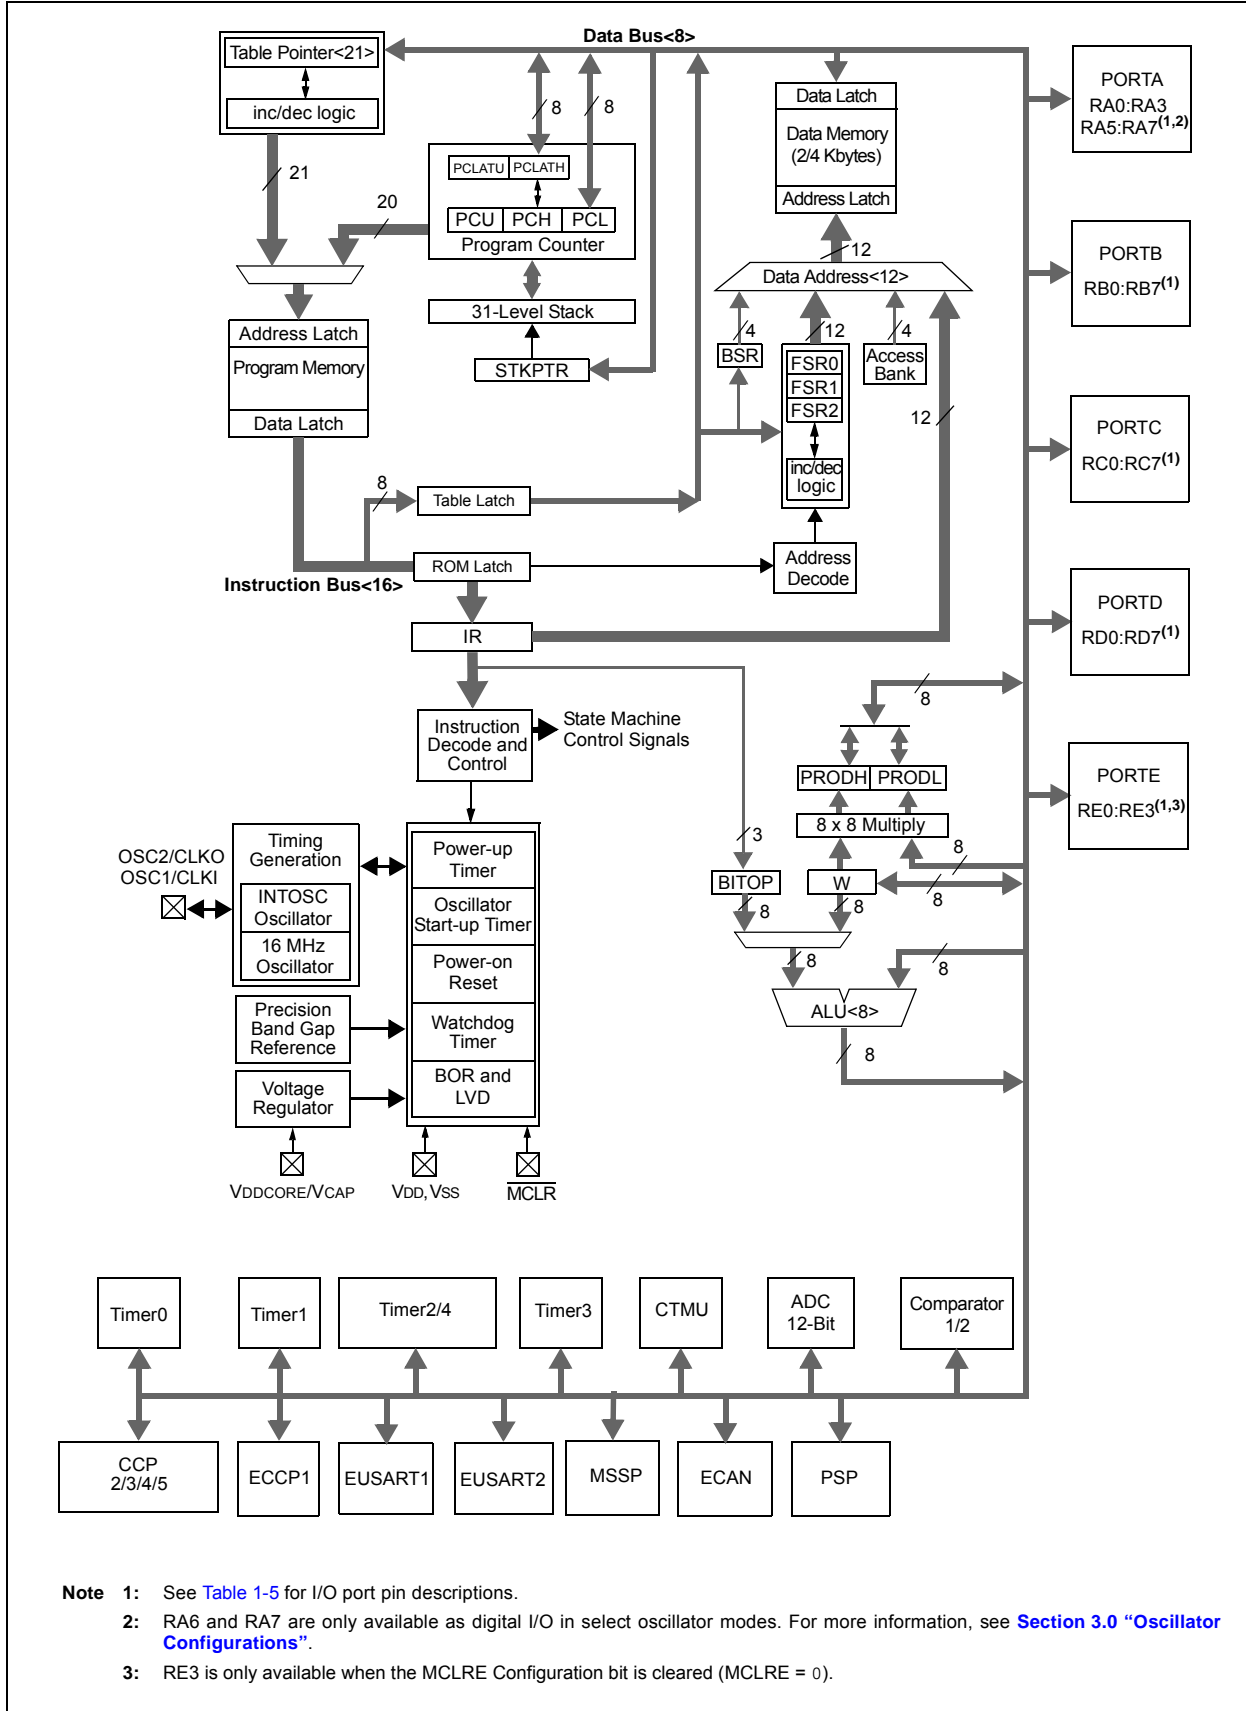 Data Bus<8>
Table Pointer<21>
inc/dec logic
21
20
8
8
PCLATU PCLATH
PCU PCH PCL
Program Counter
31-Level Stack
STKPTR
Data Latch
Data Memory
(2/4 Kbytes)
Address Latch
12
Data Address<12>
4
12
4
BSR
FSR0
FSR1
FSR2
inc/dec
logic
Access
Bank
12
Address Latch
Program Memory
Data Latch
8
Table Latch
ROM Latch
Instruction Bus<16>
IR
Address
Decode
Instruction
Decode and
Control
State Machine
Control Signals
8
PRODH PRODL
8 x 8 Multiply
3
8
BITOP
W
8
8
8
8
8
ALU<8>
8
OSC2/CLKO
OSC1/CLKI
Timing
Generation
INTOSC
Oscillator
16 MHz
Oscillator
Precision
Band Gap
Reference
Voltage
Regulator
Power-up
Timer
Oscillator
Start-up Timer
Power-on
Reset
Watchdog
Timer
BOR and
LVD
VDDCORE/VCAP
VDD, VSS
MCLR
PORTA
RA0:RA3
RA5:RA7(1,2)
PORTB
RB0:RB7(1)
PORTC
RC0:RC7(1)
PORTD
RD0:RD7(1)
PORTE
RE0:RE3(1,3)
Timer0
Timer1
Timer2/4
Timer3
CTMU
ADC
12-Bit
Comparator
1/2
CCP
2/3/4/5
ECCP1
EUSART1
EUSART2
MSSP
ECAN
PSP
Note 1: See Table 1-5 for I/O port pin descriptions.
2: RA6 and RA7 are only available as digital I/O in select oscillator modes. For more information, see Section 3.0 “Oscillator
Configurations”.
3: RE3 is only available when the MCLRE Configuration bit is cleared (MCLRE = 0).